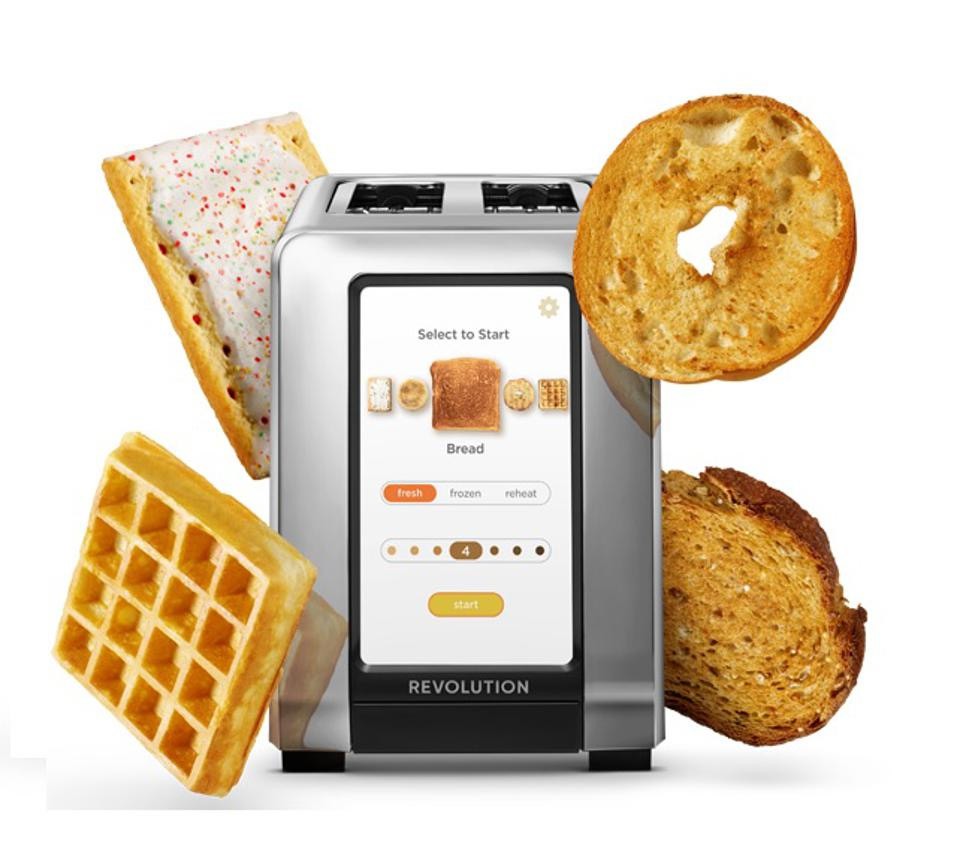 Select to Start
Bread
fresh frozen reheat
4
start
REVOLUTION